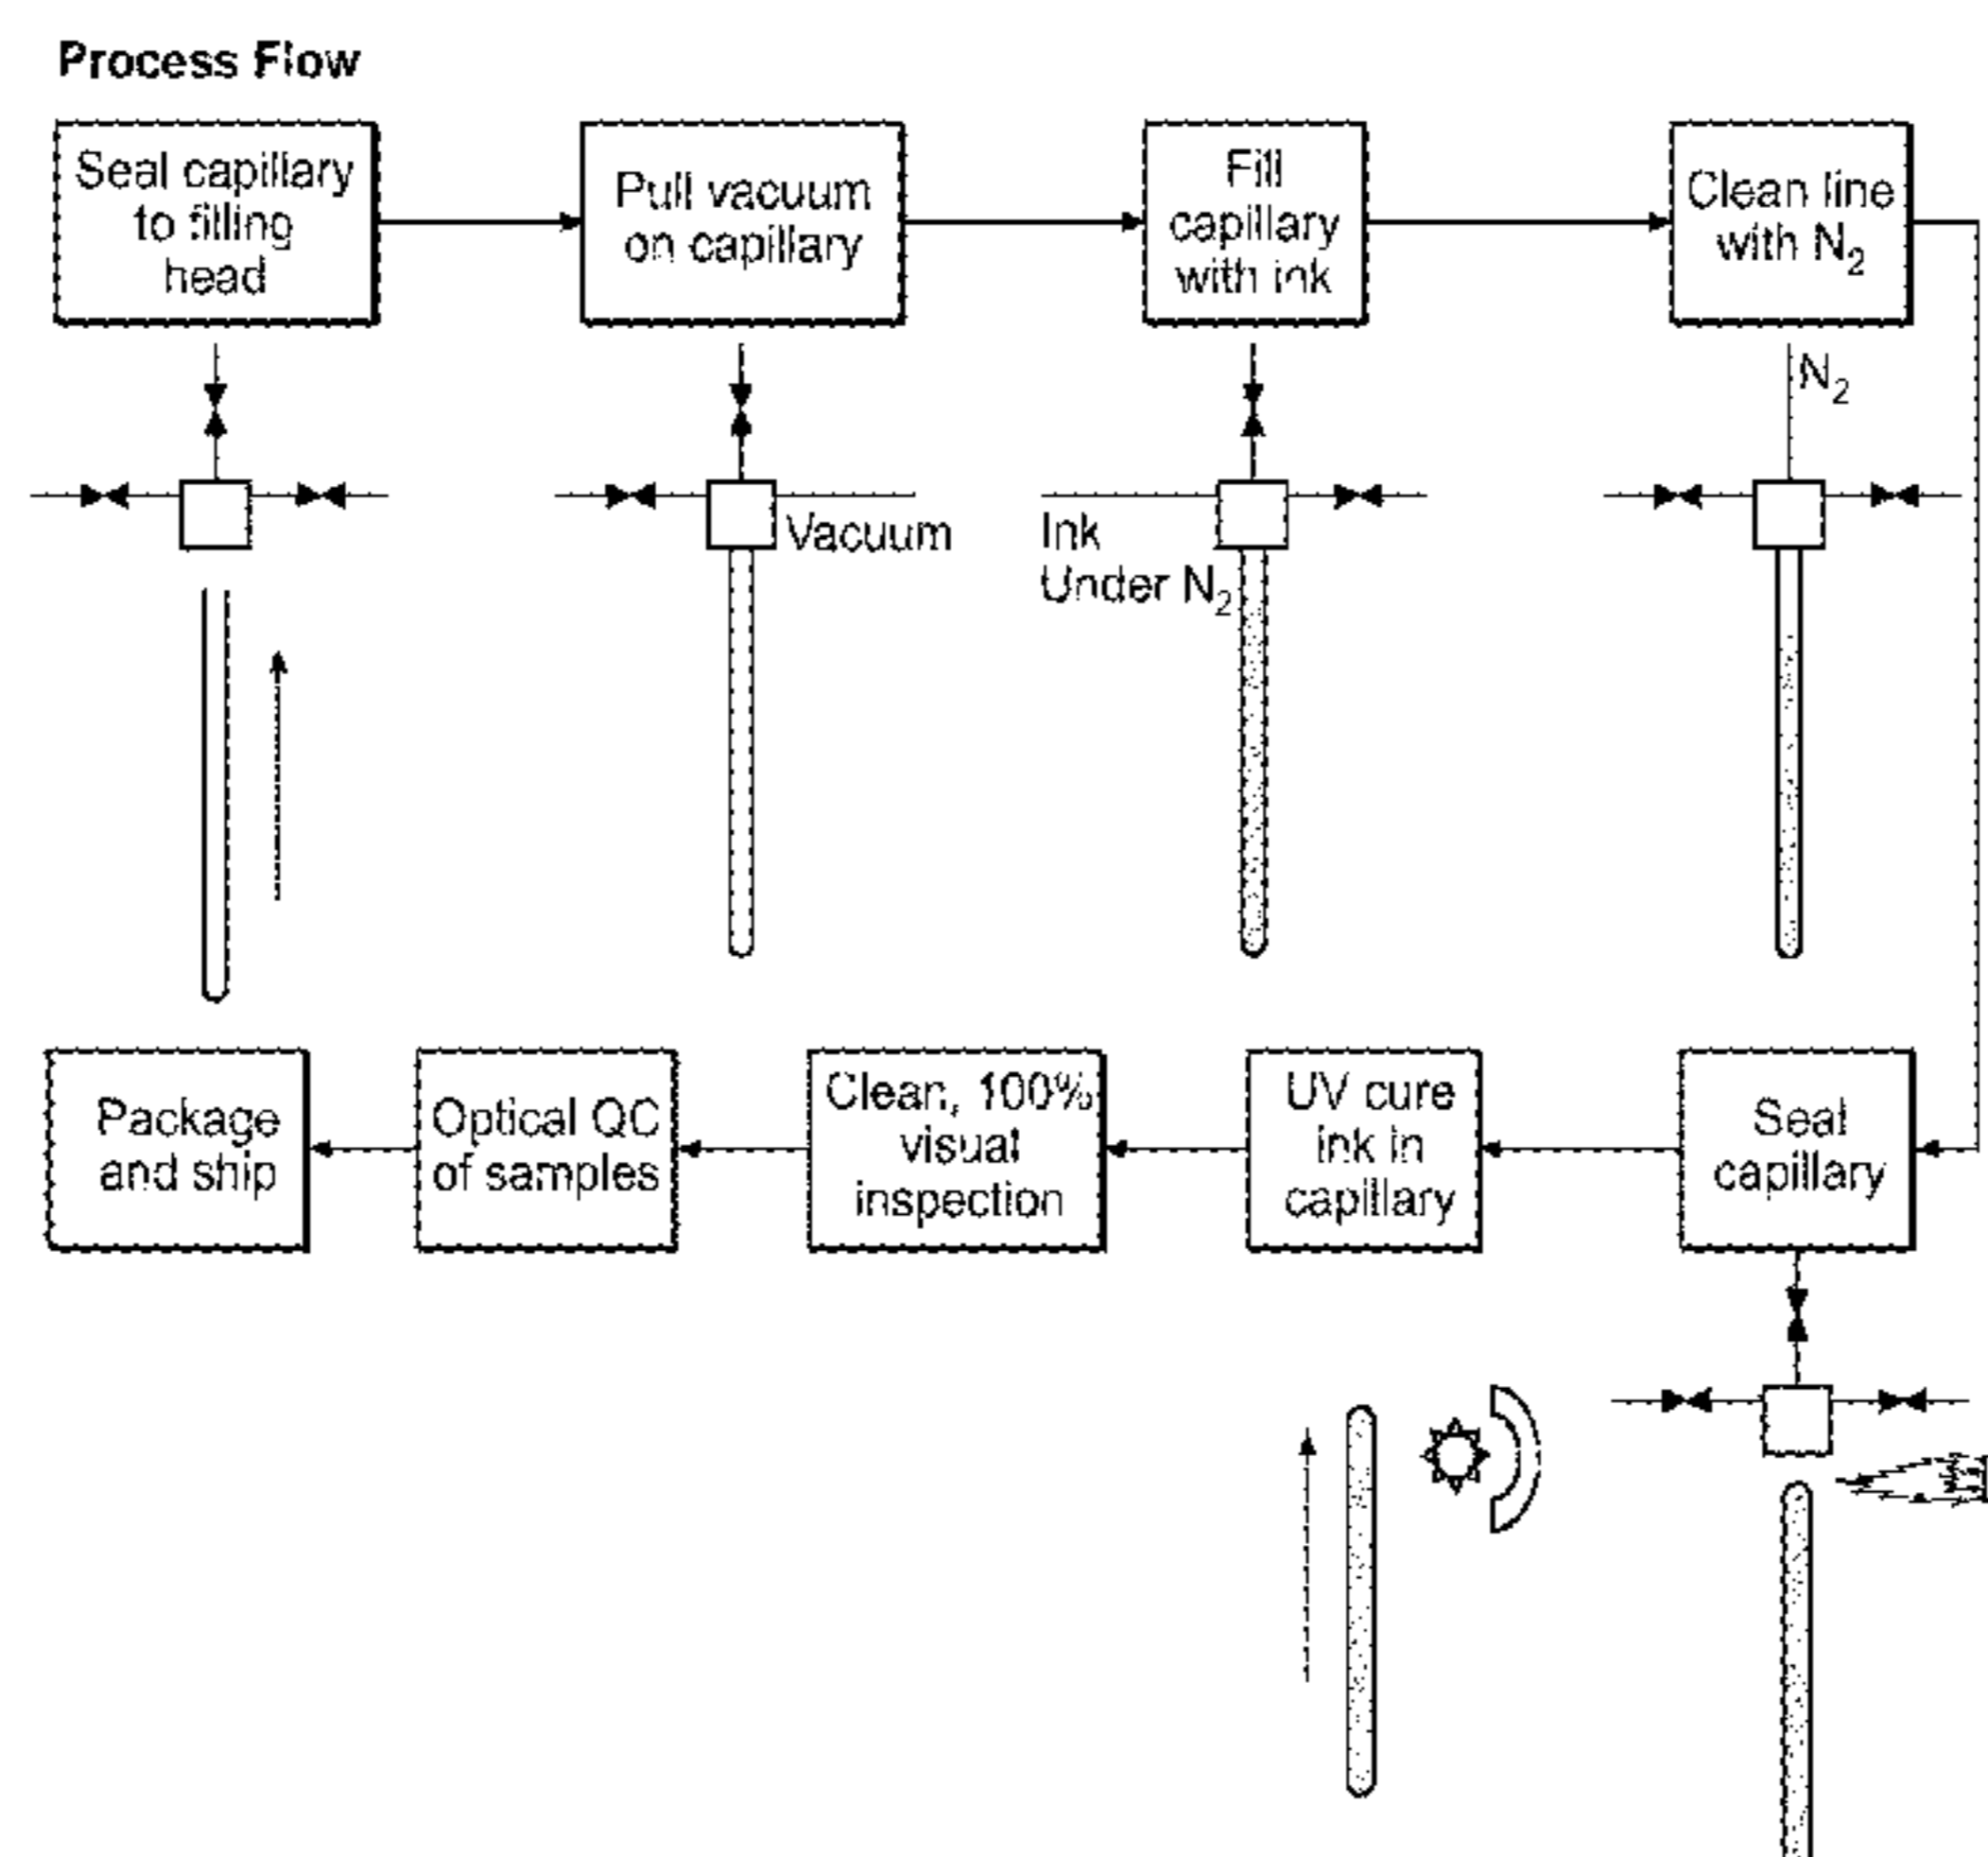 Process Flow
Seal capillary
to filling
head
Pull vacuum
on capillary
Fill
capillary
with ink
Clean line
with N₂
N₂
Vacuum
Ink
Under N₂
Package
and ship
Optical QC
of samples
Clean, 100%
visual
inspection
UV cure
ink in
capillary
Seal
capillary